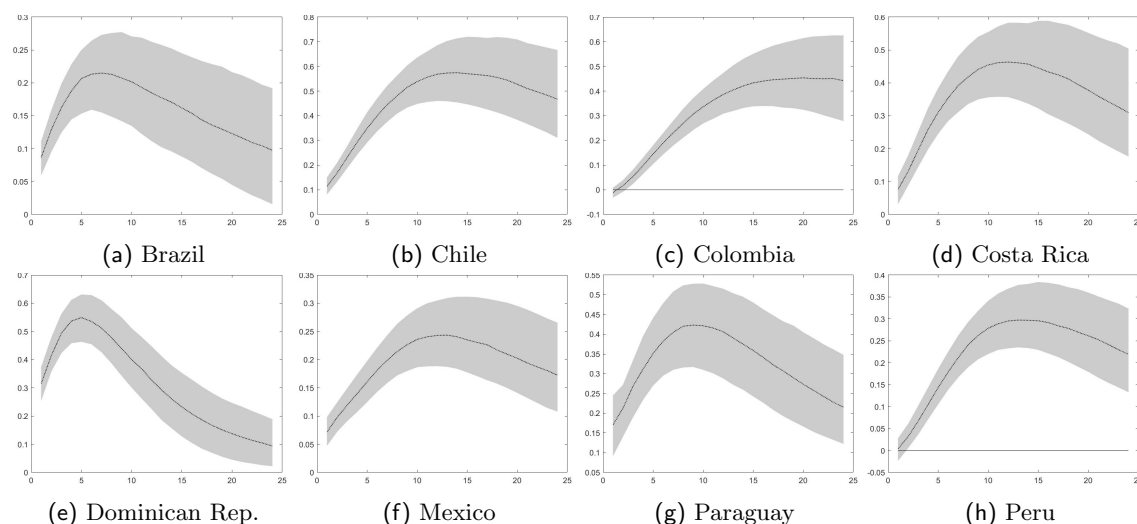 0.3 0.25 0.2 0.15 0.1 0.05 0
0 5 10 15 20 25
(a) Brazil
0.8 0.7 0.6 0.5 0.4 0.3 0.2 0.1 0
0 5 10 15 20 25
(b) Chile
0.7 0.6 0.5 0.4 0.3 0.2 0.1 0 -0.1
0 5 10 15 20 25
(c) Colombia
0.6 0.5 0.4 0.3 0.2 0.1 0
0 5 10 15 20
(d) Costa Rica
0.7 0.6 0.5 0.4 0.3 0.2 0.1 0
0 5 10 15 20 25
(e) Dominican Rep.
0.35 0.3 0.25 0.2 0.15 0.1 0.05 0
0 5 10 15 20 25
(f) Mexico
0.55 0.5 0.45 0.4 0.35 0.3 0.25 0.2 0.15 0.1 0.05
0 5 10 15 20 25
(g) Paraguay
0.4 0.35 0.3 0.25 0.2 0.15 0.1 0.05 0 -0.05
0 5 10 15 20
(h) Peru